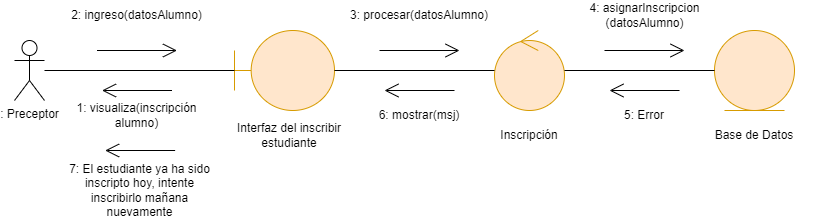 2: ingreso(datosAlumno)
3: procesar(datosAlumno)
4: asignarInscripcion
(datosAlumno)
: Preceptor
1: visualiza(inscripción
alumno)
Interfaz del inscribir
estudiante
6: mostrar(msj)
Inscripción
5: Error
Base de Datos
7: El estudiante ya ha sido
inscripto hoy, intente
inscribirlo mañana
nuevamente